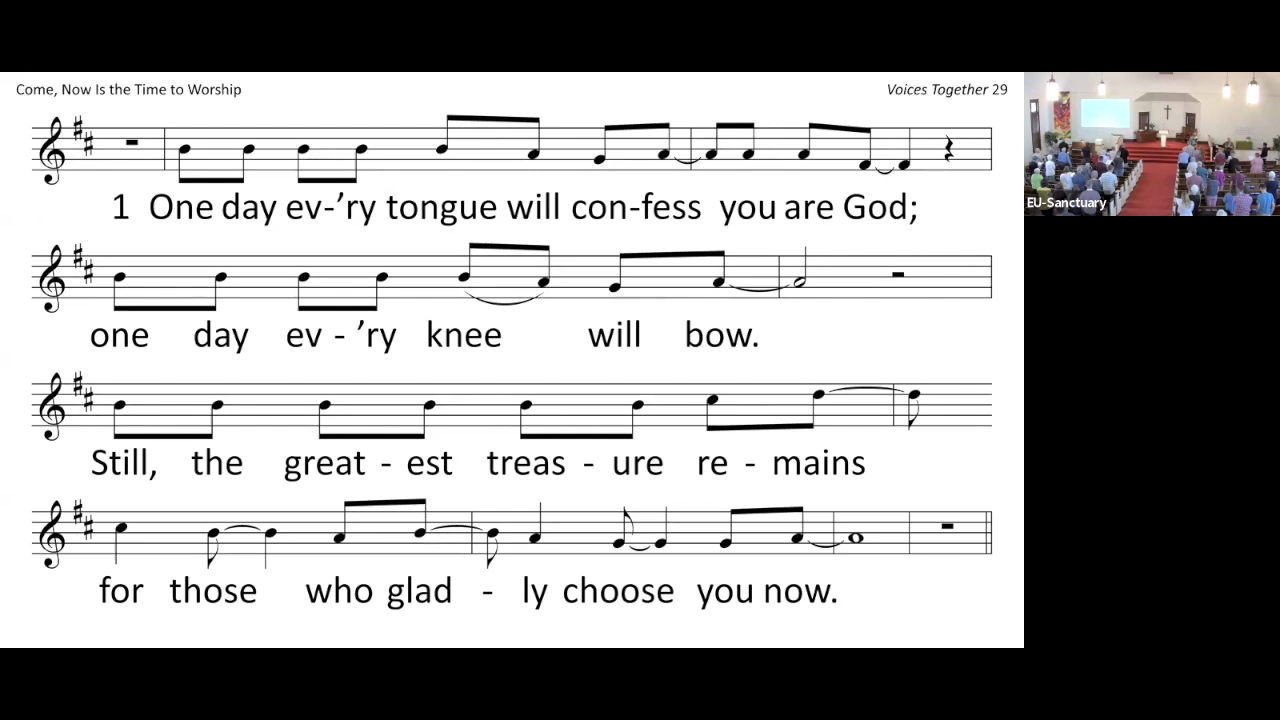 Come, Now Is the Time to Worship
Voices Together 29
1 One day ev-’ry tongue will con-fess you are God;
one day ev - ’ry knee will bow.
Still, the great - est treas - ure re - mains
for those who glad - ly choose you now.
EU-Sanctuary